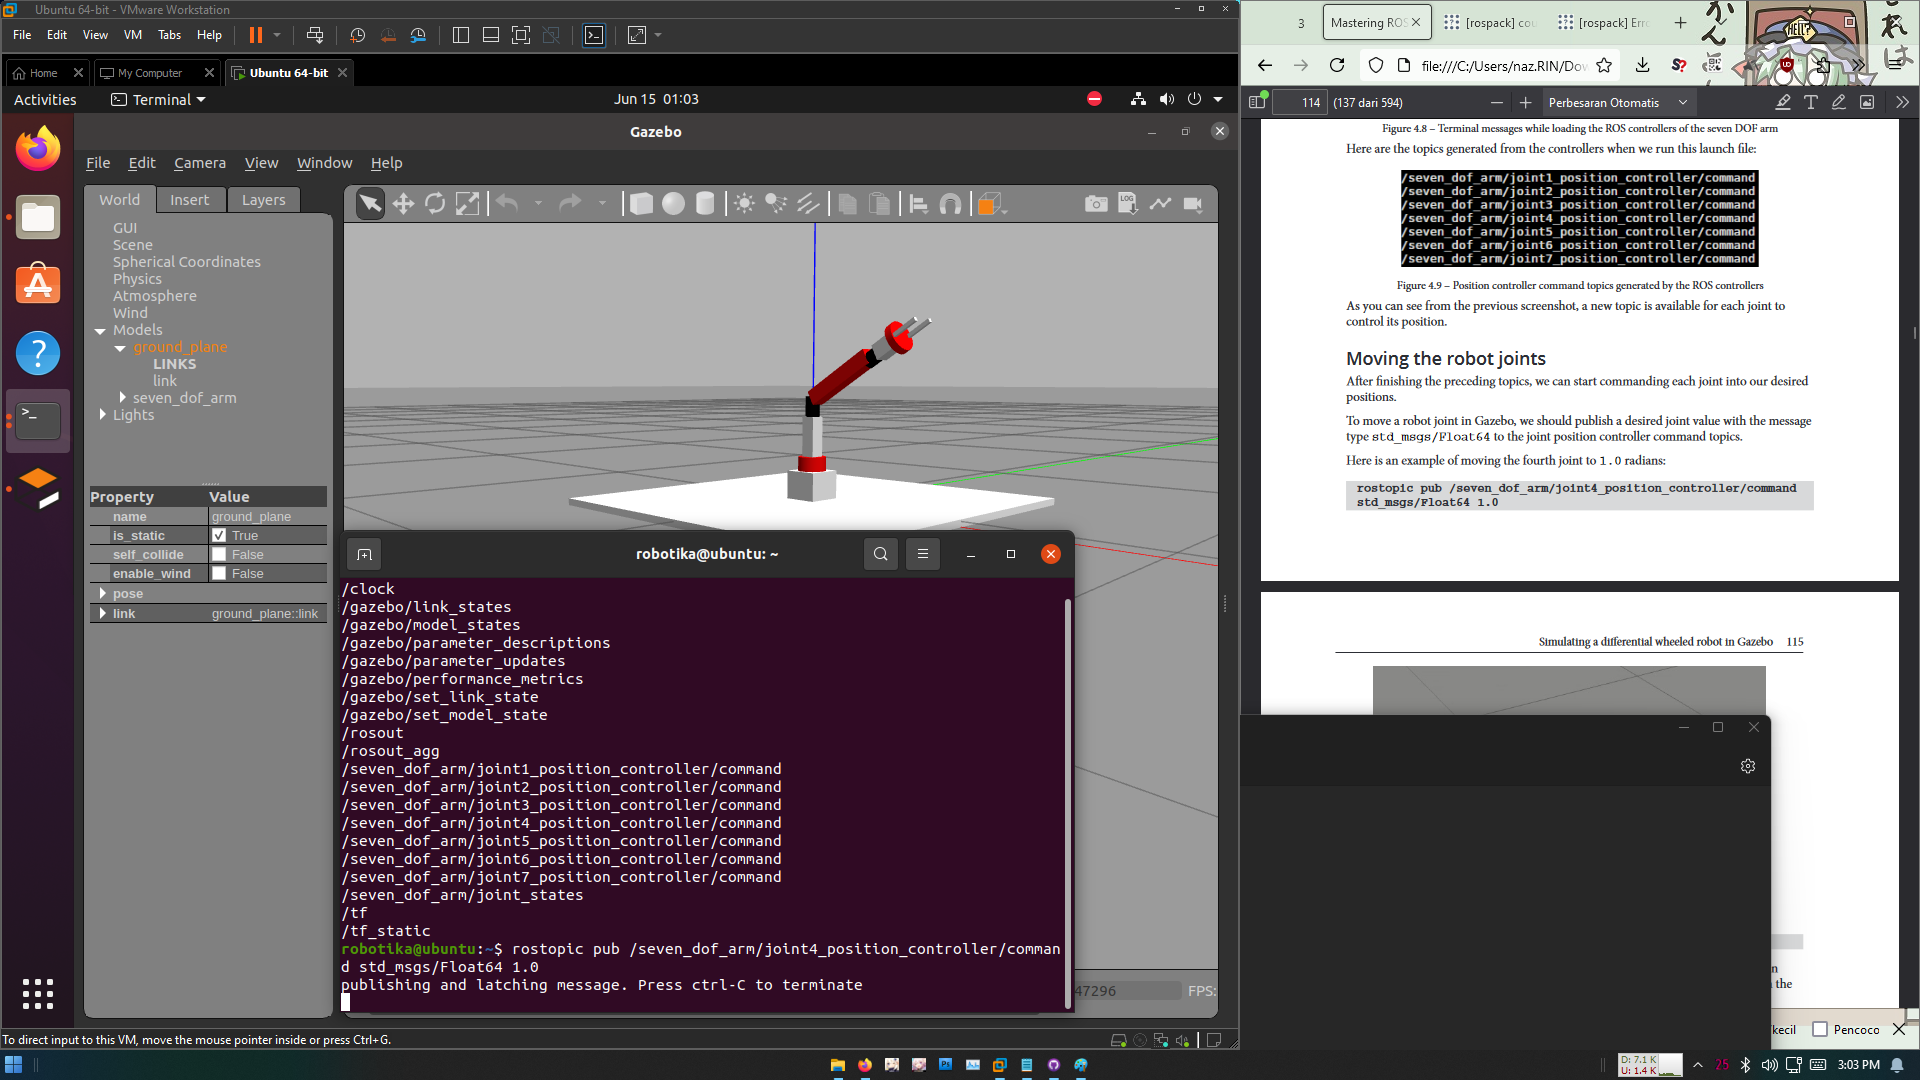 Ubuntu 64-bit - VMware Workstation
File Edit View VM Tabs Help
Home
My Computer
Ubuntu 64-bit
Activities
Terminal
Jun 15 01:03
Gazebo
File Edit Camera View Window Help
World Insert Layers
GUI
Scene
Spherical Coordinates
Physics
Atmosphere
Wind
Models
ground_plane
LINKS
link
seven_dof_arm
Lights
Property Value
name ground_plane
is_static True
self_collide False
enable_wind False
pose
link ground_plane::link
LOG
47296 FPS:
robotika@ubuntu: ~
/clock
/gazebo/link_states
/gazebo/model_states
/gazebo/parameter_descriptions
/gazebo/parameter_updates
/gazebo/performance_metrics
/gazebo/set_link_state
/gazebo/set_model_state
/rosout
/rosout_agg
/seven_dof_arm/joint1_position_controller/command
/seven_dof_arm/joint2_position_controller/command
/seven_dof_arm/joint3_position_controller/command
/seven_dof_arm/joint4_position_controller/command
/seven_dof_arm/joint5_position_controller/command
/seven_dof_arm/joint6_position_controller/command
/seven_dof_arm/joint7_position_controller/command
/seven_dof_arm/joint_states
/tf
/tf_static
robotika@ubuntu:~$ rostopic pub /seven_dof_arm/joint4_position_controller/comman
d std_msgs/Float64 1.0
publishing and latching message. Press ctrl-C to terminate
To direct input to this VM, move the mouse pointer inside or press Ctrl+G.
3
Mastering ROS
[rospack] cou
[rospack] Erro
HELL?
file:///C:/Users/naz.RIN/Dow
114 (137 dari 594)
Perbesaran Otomatis
Figure 4.8 – Terminal messages while loading the ROS controllers of the seven DOF arm
Here are the topics generated from the controllers when we run this launch file:
/seven_dof_arm/joint1_position_controller/command
/seven_dof_arm/joint2_position_controller/command
/seven_dof_arm/joint3_position_controller/command
/seven_dof_arm/joint4_position_controller/command
/seven_dof_arm/joint5_position_controller/command
/seven_dof_arm/joint6_position_controller/command
/seven_dof_arm/joint7_position_controller/command
Figure 4.9 – Position controller command topics generated by the ROS controllers
As you can see from the previous screenshot, a new topic is available for each joint to
control its position.
Moving the robot joints
After finishing the preceding topics, we can start commanding each joint into our desired
positions.
To move a robot joint in Gazebo, we should publish a desired joint value with the message
type std_msgs/Float64 to the joint position controller command topics.
Here is an example of moving the fourth joint to 1.0 radians:
rostopic pub /seven_dof_arm/joint4_position_controller/command
std_msgs/Float64 1.0
Simulating a differential wheeled robot in Gazebo 115
n
the
kecil
Pencoco
D: 7.1 K
U: 1.4 K
25
3:03 PM